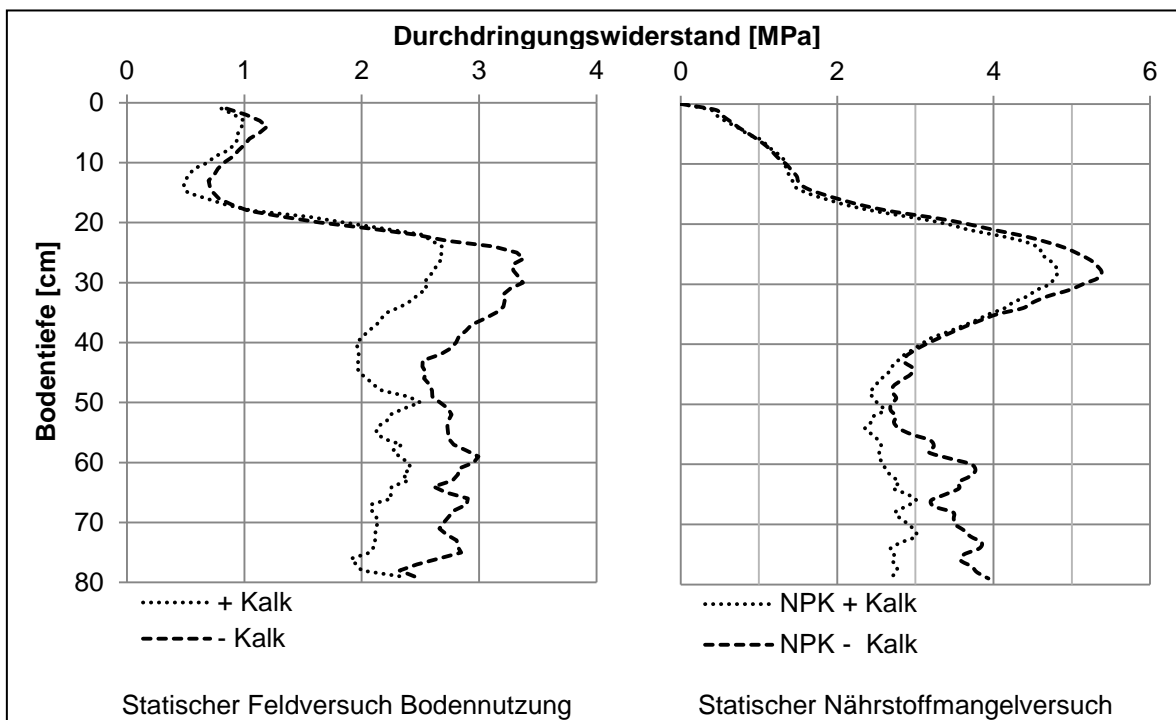 Durchdringungswiderstand [MPa]
0 1 2 3 4
0 2 4 6
0
10
20
30
40
50
60
70
80
Bodentiefe [cm]
+ Kalk
- Kalk
NPK + Kalk
NPK - Kalk
Statischer Feldversuch Bodennutzung
Statischer Nährstoffmangelversuch